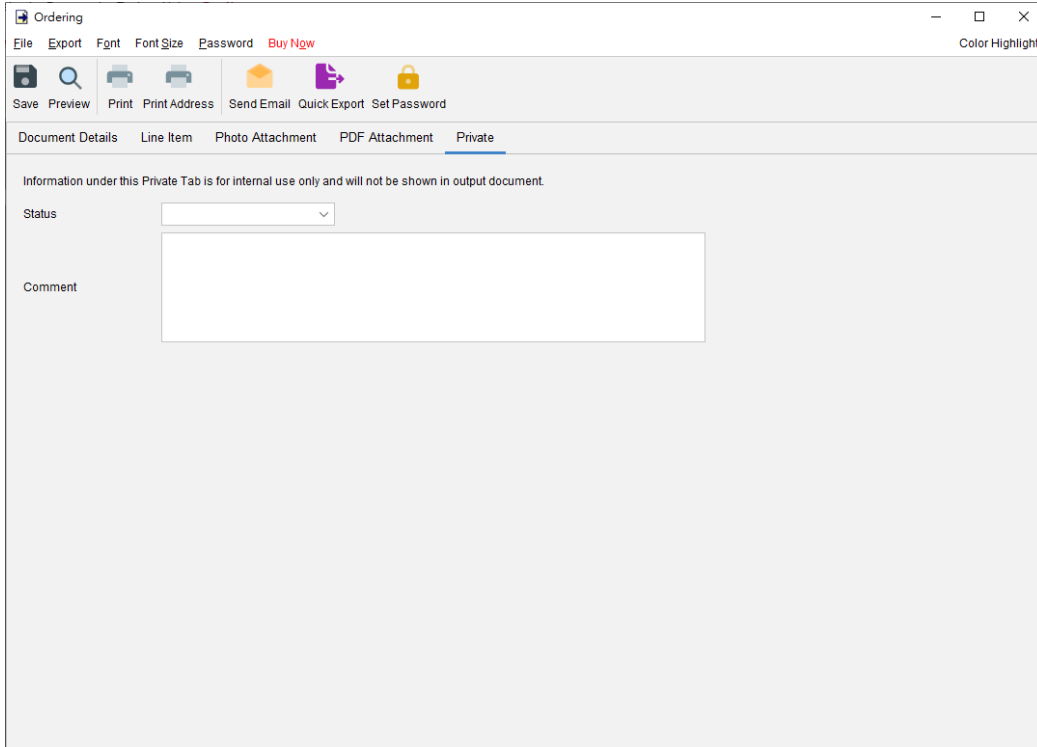 Ordering
File Export Font Font Size Password Buy Now Color Highlight
Save Preview Print Print Address Send Email Quick Export Set Password
Document Details Line Item Photo Attachment PDF Attachment Private
Information under this Private Tab is for internal use only and will not be shown in output document.
Status
Comment